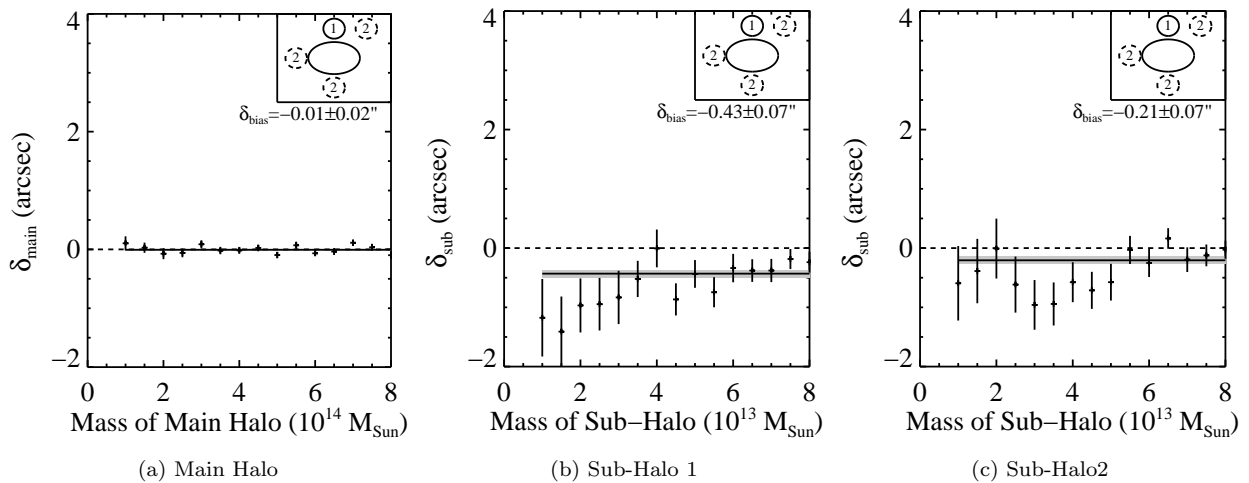 4
2
0
−2
δmain (arcsec)
1
2
2
2
δbias=−0.01±0.02"
0 2 4 6 8
Mass of Main Halo (10^14 MSun)
(a) Main Halo
4
2
0
−2
δsub (arcsec)
1
2
2
2
δbias=−0.43±0.07"
0 2 4 6 8
Mass of Sub−Halo (10^13 MSun)
(b) Sub-Halo 1
4
2
0
−2
δsub (arcsec)
1
2
2
2
δbias=−0.21±0.07"
0 2 4 6 8
Mass of Sub−Halo (10^13 MSun)
(c) Sub-Halo2